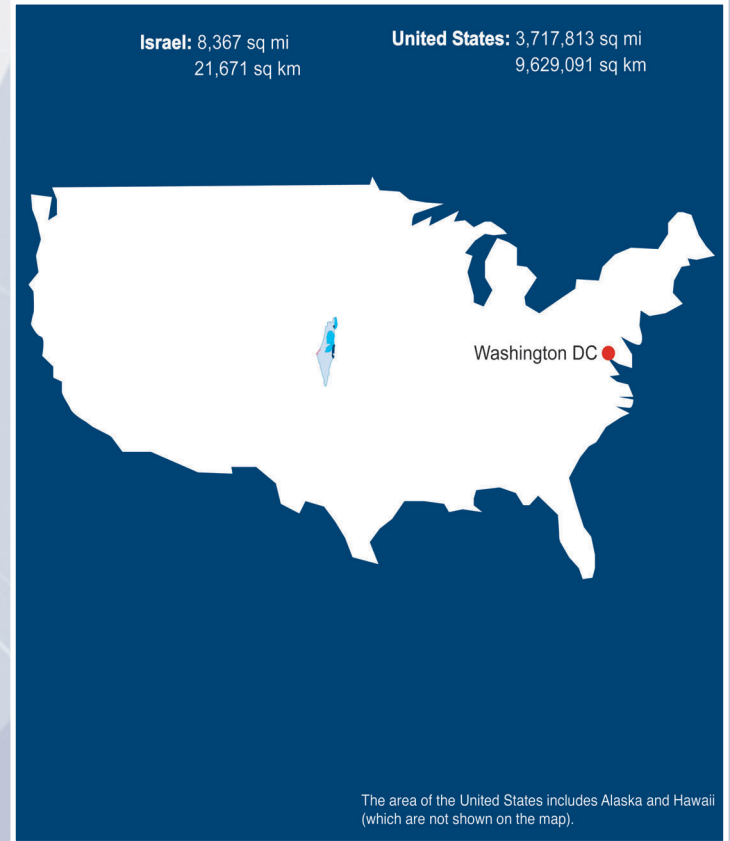 Israel: 8,367 sq mi
21,671 sq km
United States: 3,717,813 sq mi
9,629,091 sq km
Washington DC
The area of the United States includes Alaska and Hawaii
(which are not shown on the map).